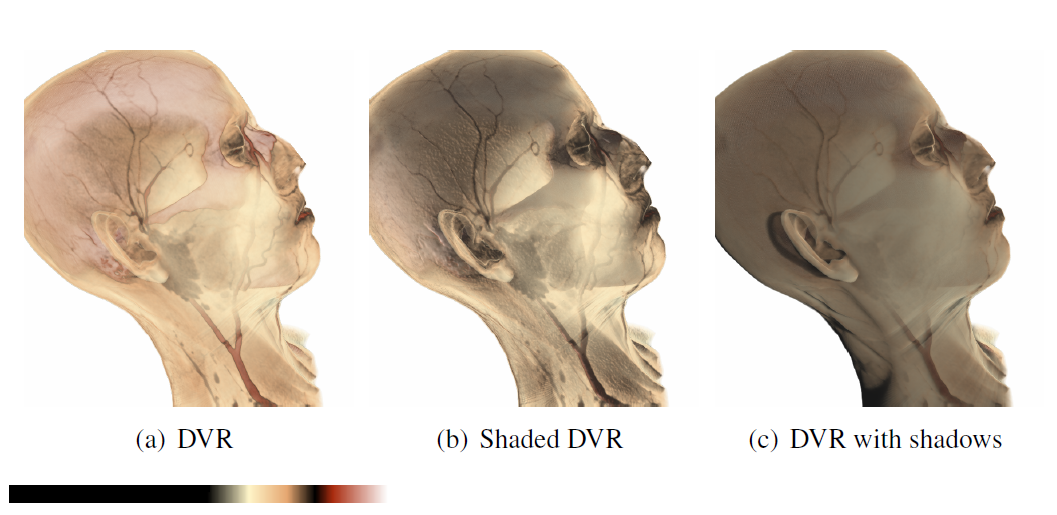 (a) DVR
(b) Shaded DVR
(c) DVR with shadows